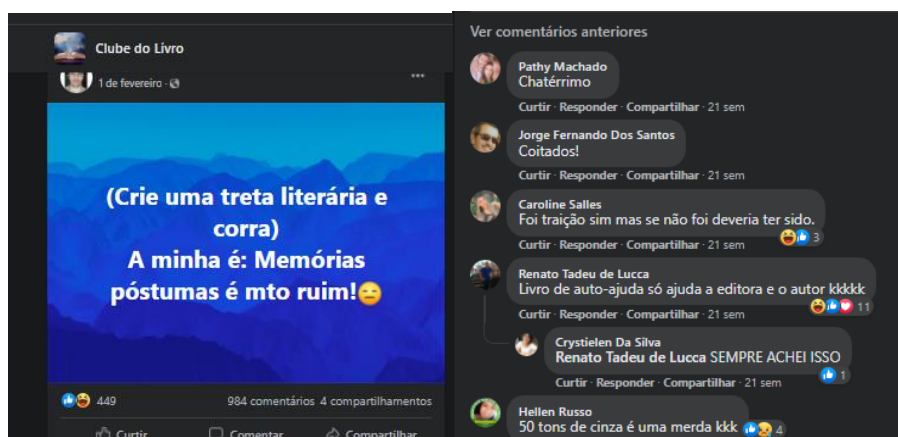 Clube do Livro
1 de fevereiro ·
(Crie uma treta literária e
corra)
A minha é: Memórias
póstumas é mto ruim!😑
449
984 comentários 4 compartilhamentos
Curtir
Comentar
Compartilhar
Ver comentários anteriores
Pathy Machado
Chatérrimo
Curtir · Responder · Compartilhar · 21 sem
Jorge Fernando Dos Santos
Coitados!
Curtir · Responder · Compartilhar · 21 sem
Caroline Salles
Foi traição sim mas se não foi deveria ter sido.
Curtir · Responder · Compartilhar · 21 sem
3
Renato Tadeu de Lucca
Livro de auto-ajuda só ajuda a editora e o autor kkkkk
Curtir · Responder · Compartilhar · 21 sem
11
Crystielen Da Silva
Renato Tadeu de Lucca SEMPRE ACHEI ISSO
Curtir · Responder · Compartilhar · 21 sem
1
Hellen Russo
50 tons de cinza é uma merda kkk
4